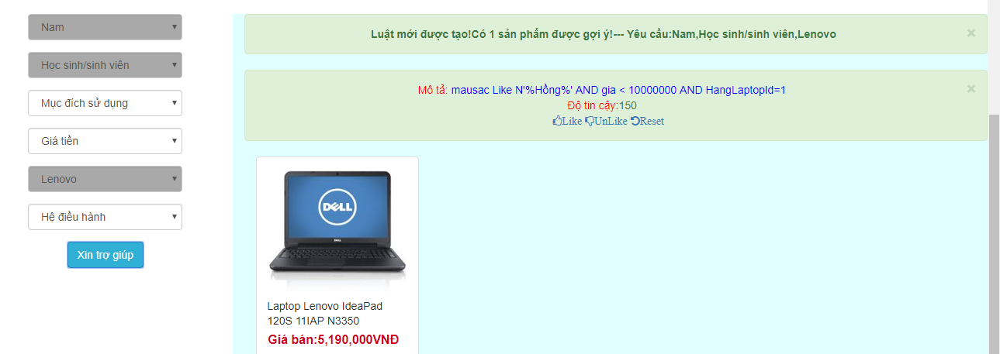 Nam
Học sinh/sinh viên
Mục đích sử dụng
Giá tiền
Lenovo
Hệ điều hành
Xin trợ giúp
Luật mới được tạo!Có 1 sản phẩm được gợi ý!--- Yêu cầu:Nam,Học sinh/sinh viên,Lenovo
×
Mô tả: mausac Like N'%Hồng%' AND gia < 10000000 AND HangLaptopId=1
×
Độ tin cậy:150
Like UnLike Reset
DELL
Laptop Lenovo IdeaPad
120S 11IAP N3350
Giá bán:5,190,000VNĐ